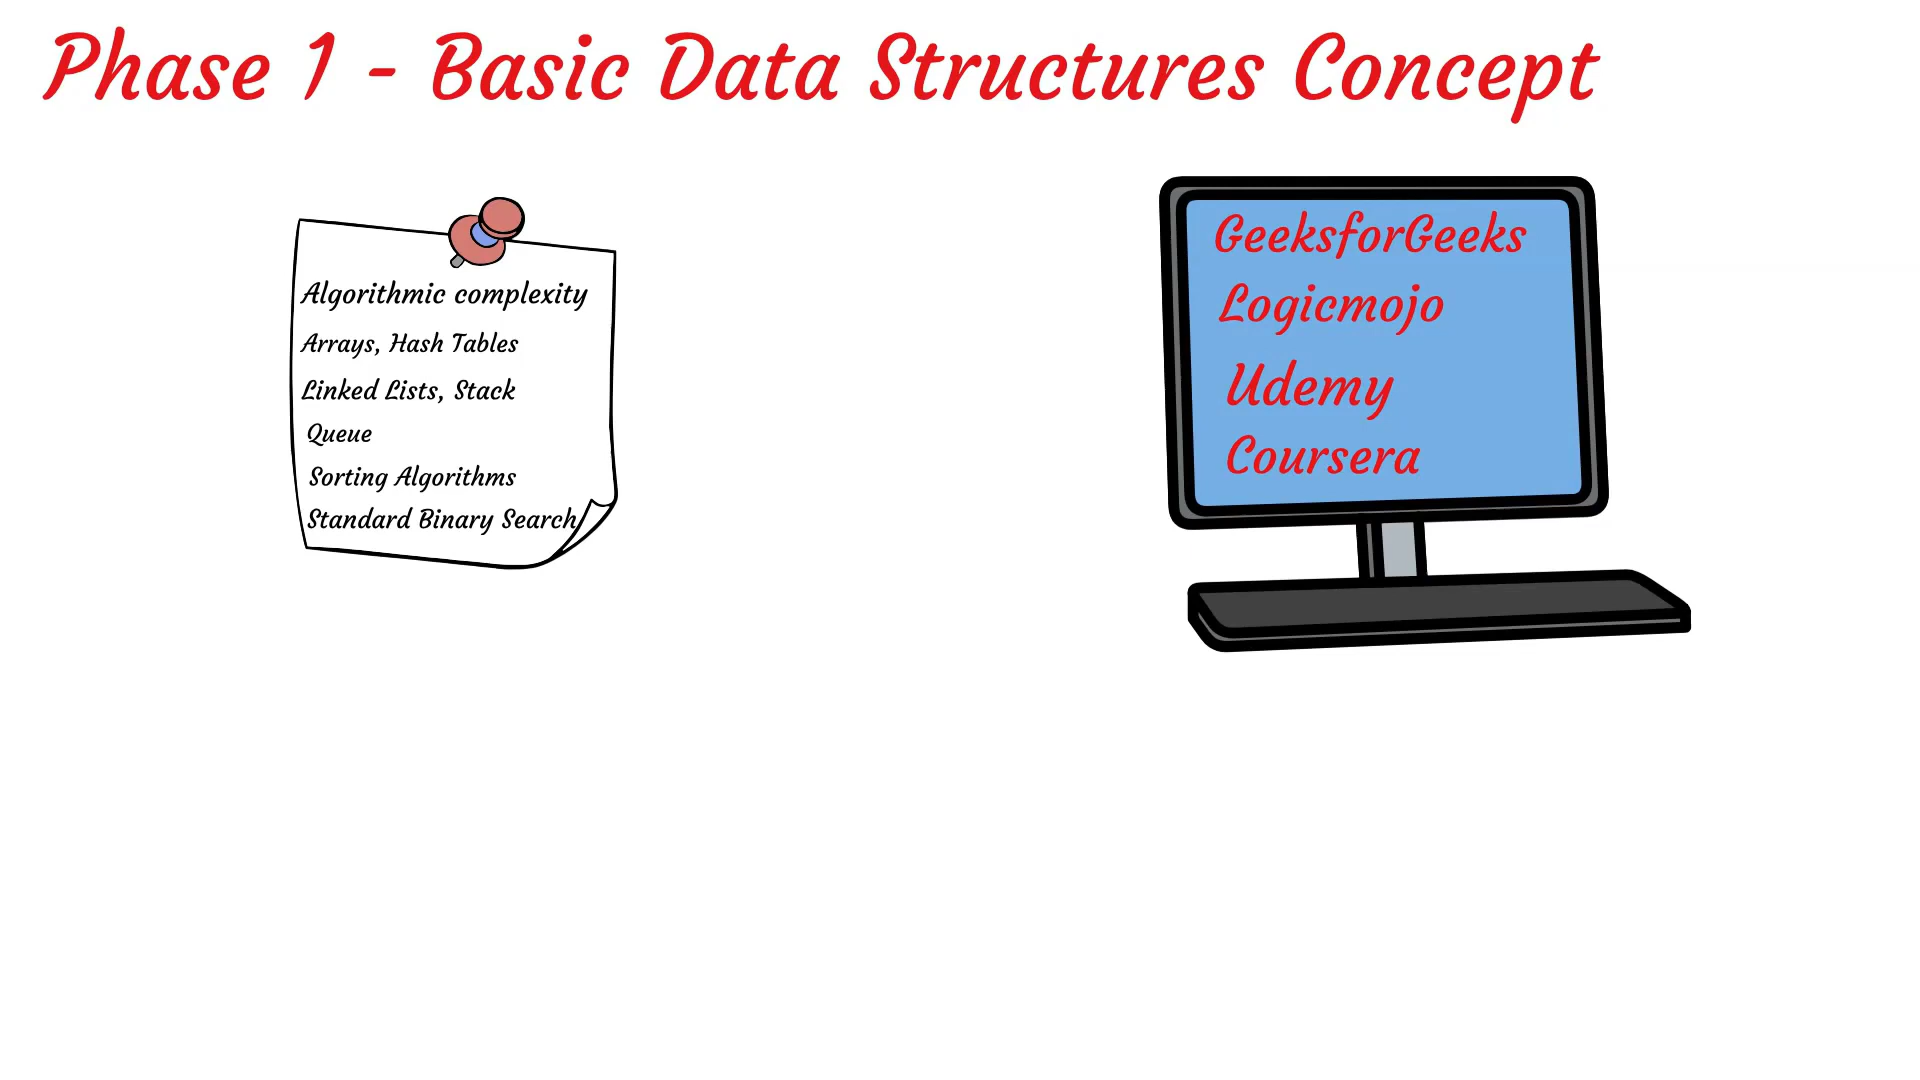 Phase 1 - Basic Data Structures Concept
Algorithmic complexity
Arrays, Hash Tables
Linked Lists, Stack
Queue
Sorting Algorithms
Standard Binary Search
GeeksforGeeks
Logicmojo
Udemy
Coursera